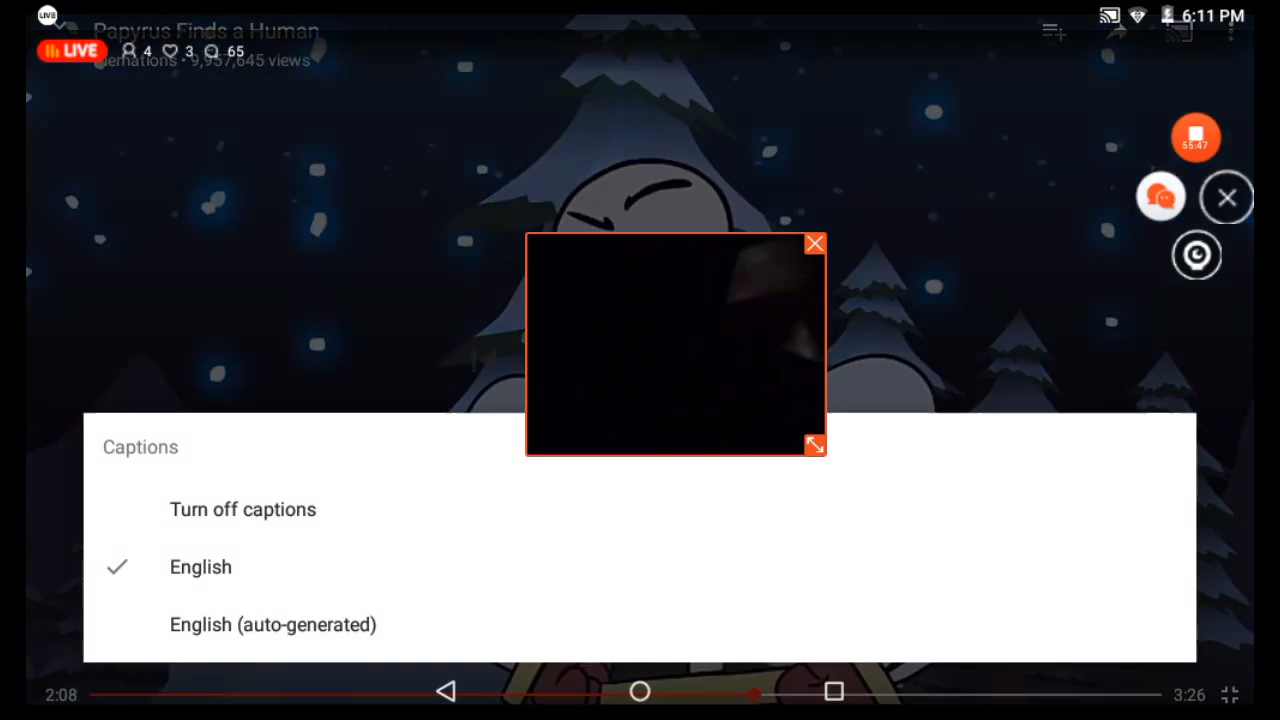 LIVE
6:11 PM
Papyrus Finds a Human
LIVE 4 3 65
9,957,645 views
55:47
Captions
Turn off captions
English
English (auto-generated)
2:08
3:26